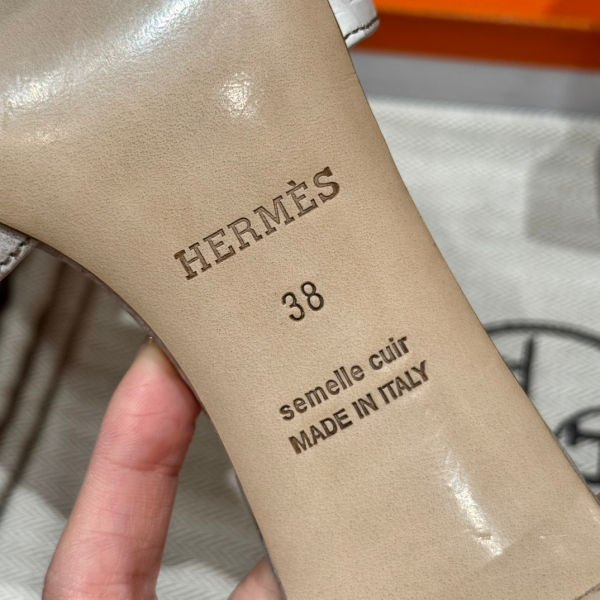 HERMÈS
38
semelle cuir
MADE IN ITALY